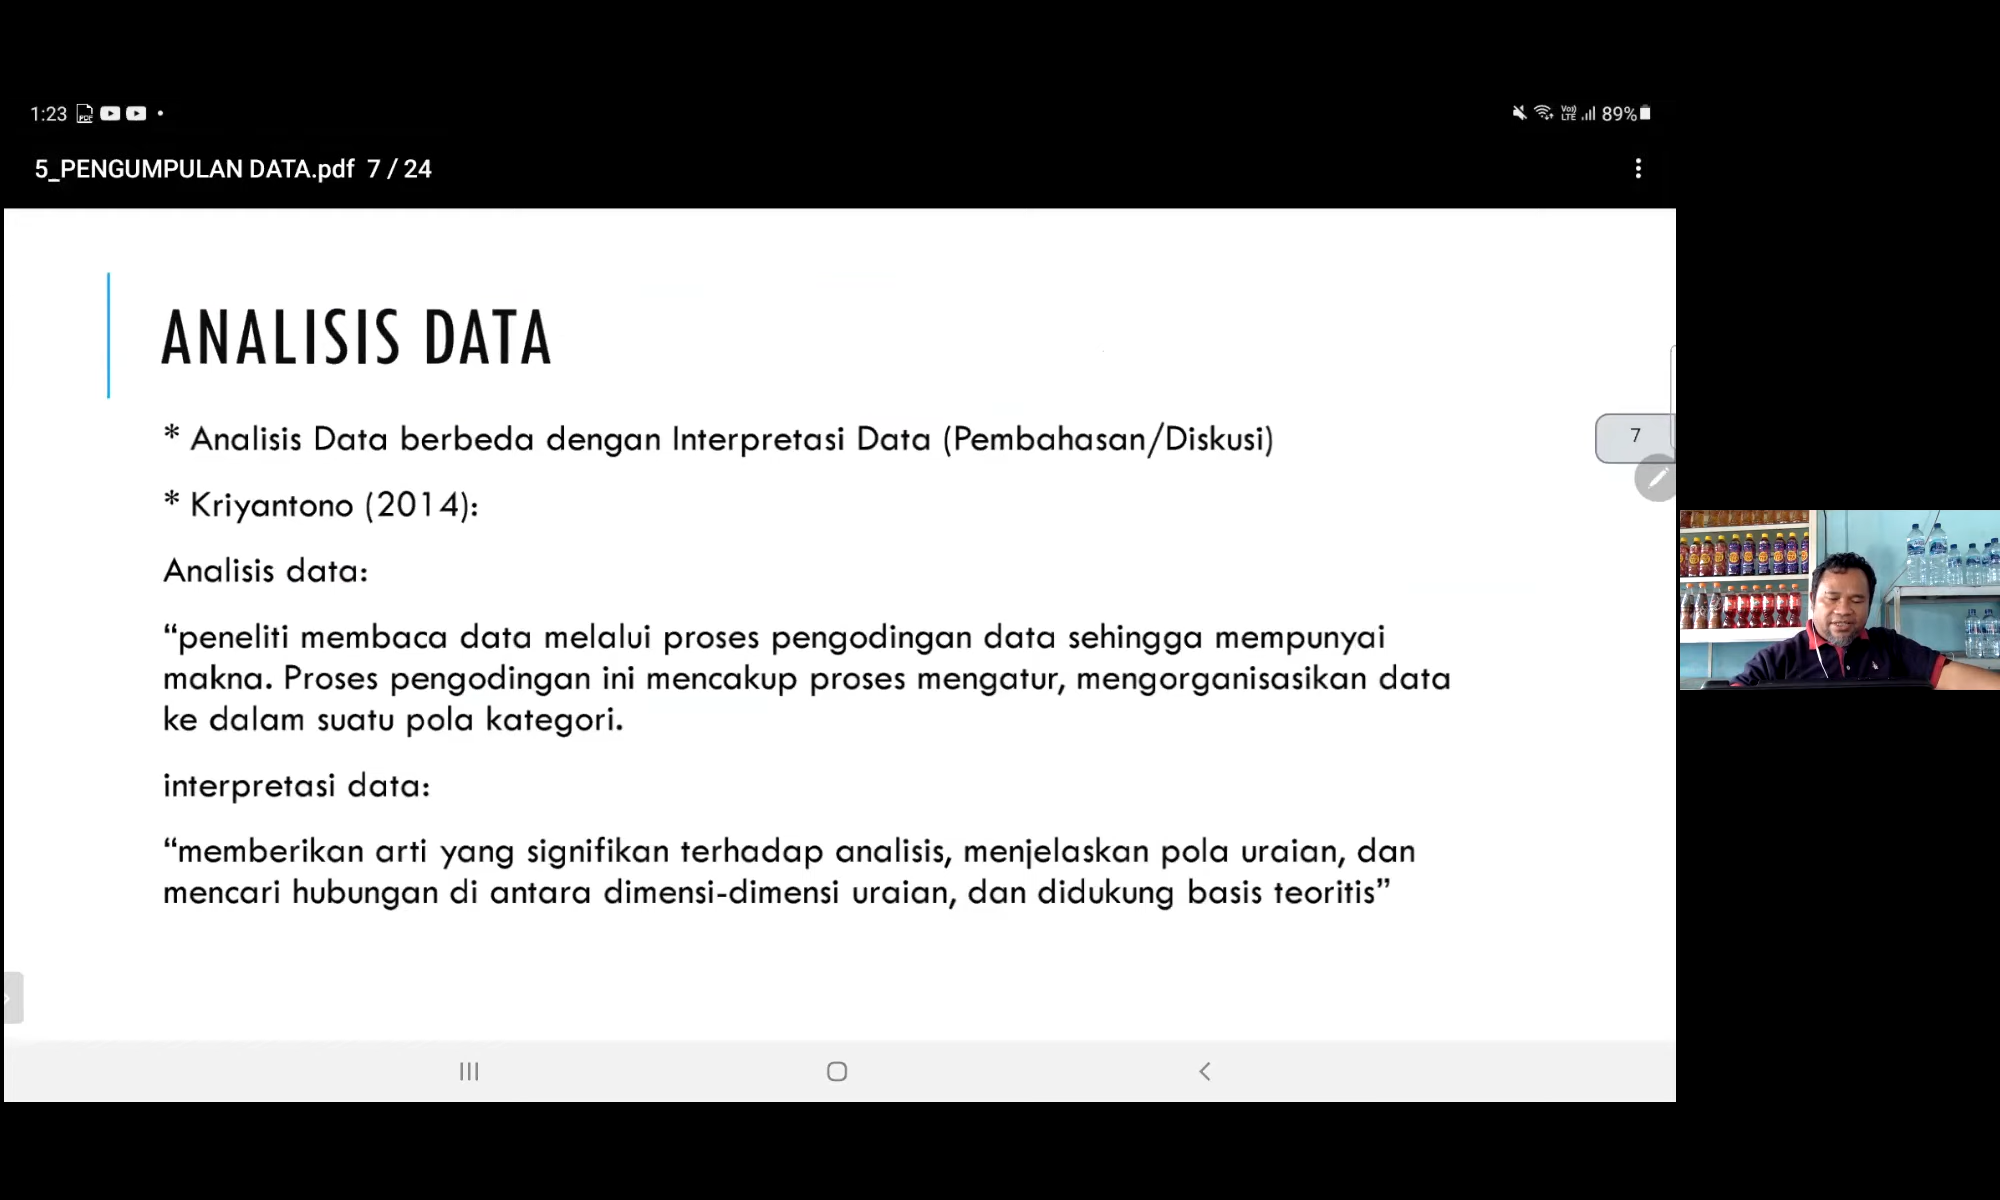 1:23
Vo))
LTE
89%
5_PENGUMPULAN DATA.pdf 7 / 24
ANALISIS DATA
* Analisis Data berbeda dengan Interpretasi Data (Pembahasan/Diskusi)
7
* Kriyantono (2014):
Analisis data:
“peneliti membaca data melalui proses pengodingan data sehingga mempunyai
makna. Proses pengodingan ini mencakup proses mengatur, mengorganisasikan data
ke dalam suatu pola kategori.
interpretasi data:
“memberikan arti yang signifikan terhadap analisis, menjelaskan pola uraian, dan
mencari hubungan di antara dimensi-dimensi uraian, dan didukung basis teoritis”